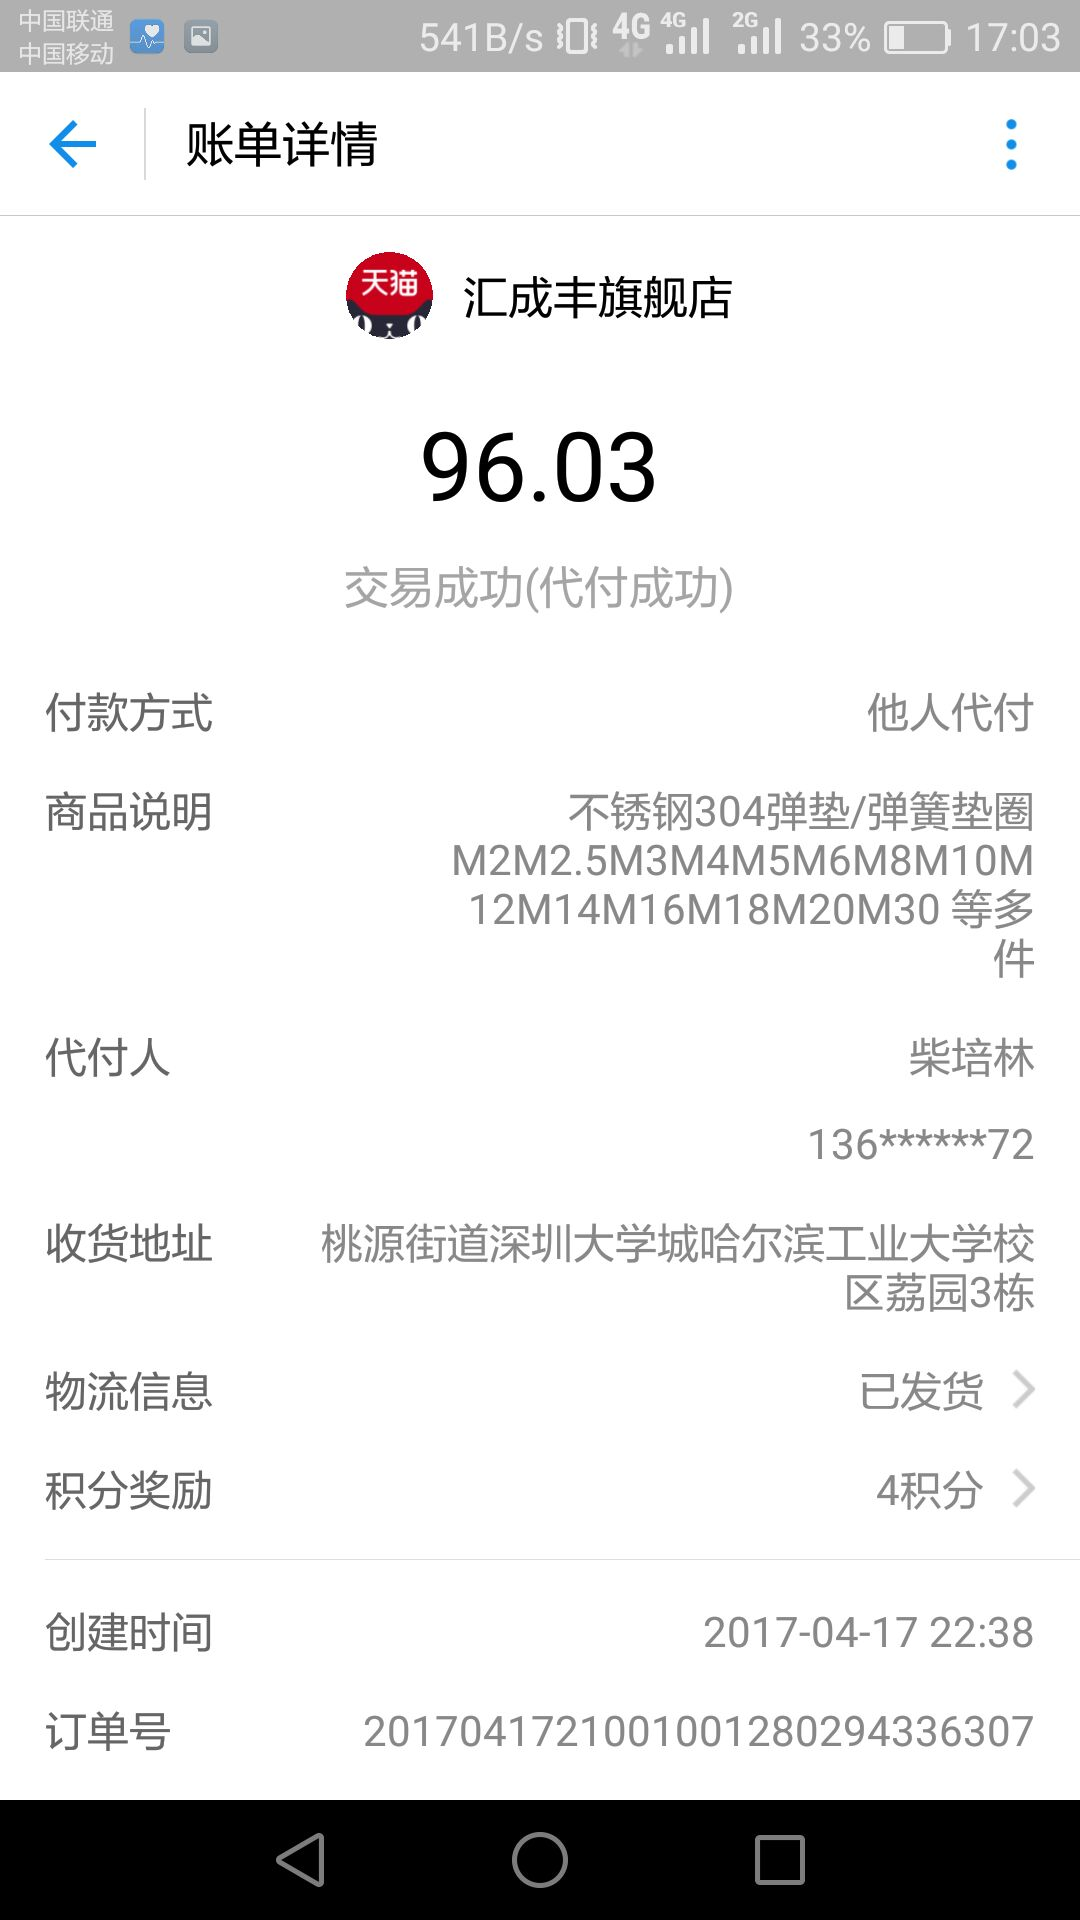 中国联通
中国移动
541B/s 4G 4G 2G 33% 17:03
账单详情
天猫 汇成丰旗舰店
96.03
交易成功(代付成功)
付款方式 他人代付
商品说明 不锈钢304弹垫/弹簧垫圈
M2M2.5M3M4M5M6M8M10M
12M14M16M18M20M30 等多
件
代付人 柴培林
136******72
收货地址 桃源街道深圳大学城哈尔滨工业大学校
区荔园3栋
物流信息 已发货
积分奖励 4积分
创建时间 2017-04-17 22:38
订单号 2017041721001001280294336307